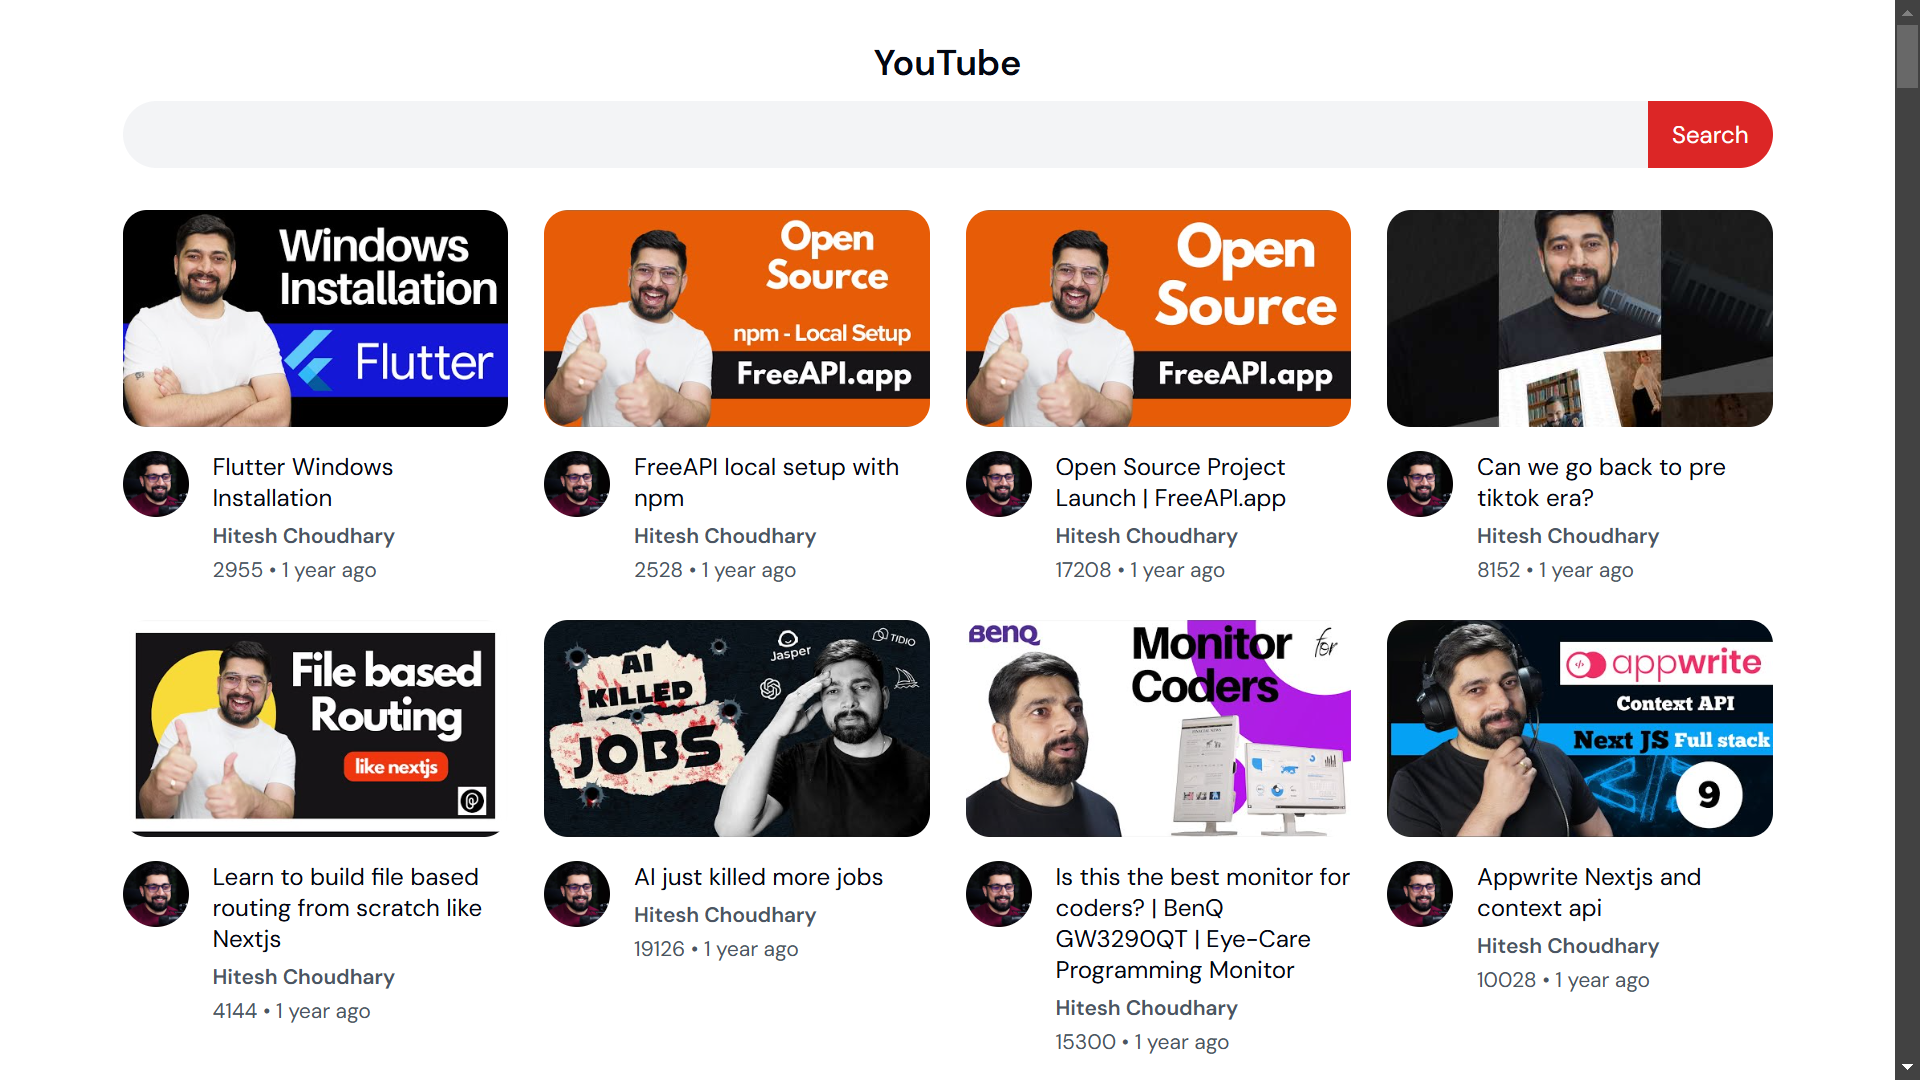 YouTube
Search
Windows
Installation
Flutter
Open
Source
npm - Local Setup
FreeAPI.app
Open
Source
FreeAPI.app
Flutter Windows
Installation
Hitesh Choudhary
2955 • 1 year ago
FreeAPI local setup with
npm
Hitesh Choudhary
2528 • 1 year ago
Open Source Project
Launch | FreeAPI.app
Hitesh Choudhary
17208 • 1 year ago
Can we go back to pre
tiktok era?
Hitesh Choudhary
8152 • 1 year ago
File based
Routing
like nextjs
AI
KILLED
JOBS
Jasper
TIDIO
BenQ
Monitor for
Coders
appwrite
Context API
Next JS Full stack
9
Learn to build file based
routing from scratch like
Nextjs
Hitesh Choudhary
4144 • 1 year ago
AI just killed more jobs
Hitesh Choudhary
19126 • 1 year ago
Is this the best monitor for
coders? | BenQ
GW3290QT | Eye-Care
Programming Monitor
Hitesh Choudhary
15300 • 1 year ago
Appwrite Nextjs and
context api
Hitesh Choudhary
10028 • 1 year ago